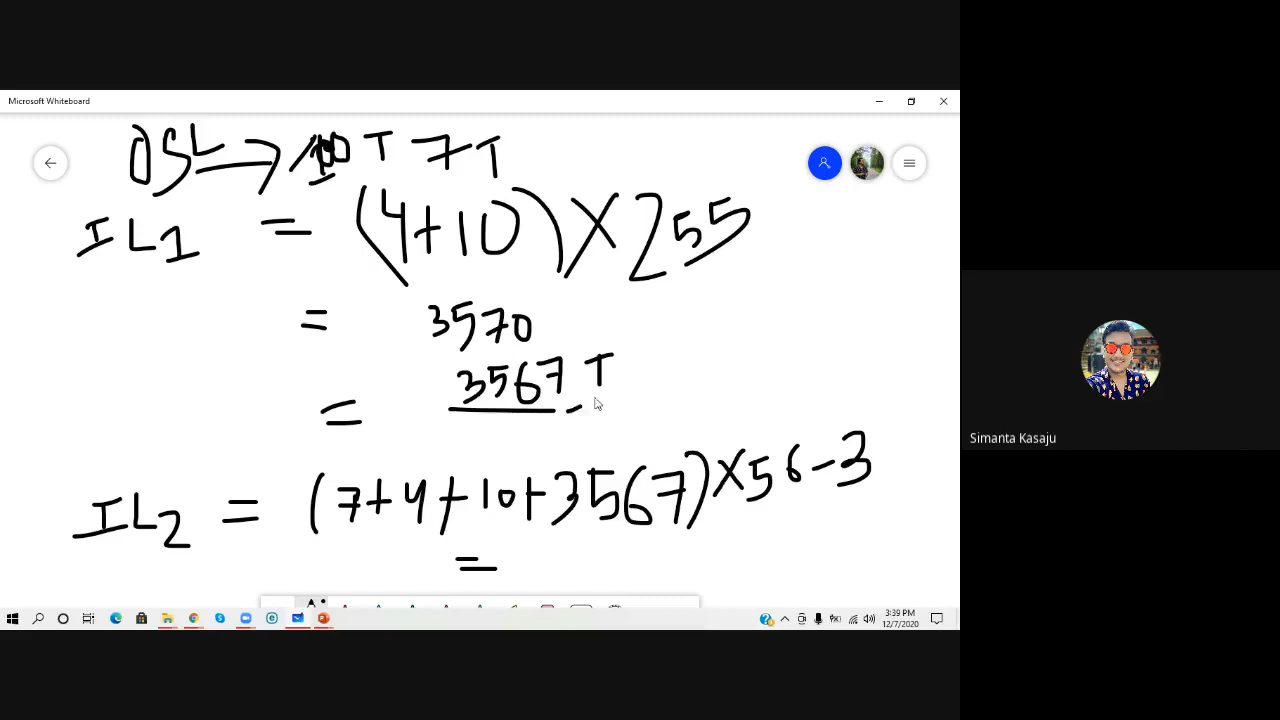 Microsoft Whiteboard
OSL → T 7T
IL1 = (4+10) X 255
= 3570
= 3567 T
IL2 = (7+4+10+3567) X 56-3
=
Simanta Kasaju
3:39 PM
12/7/2020